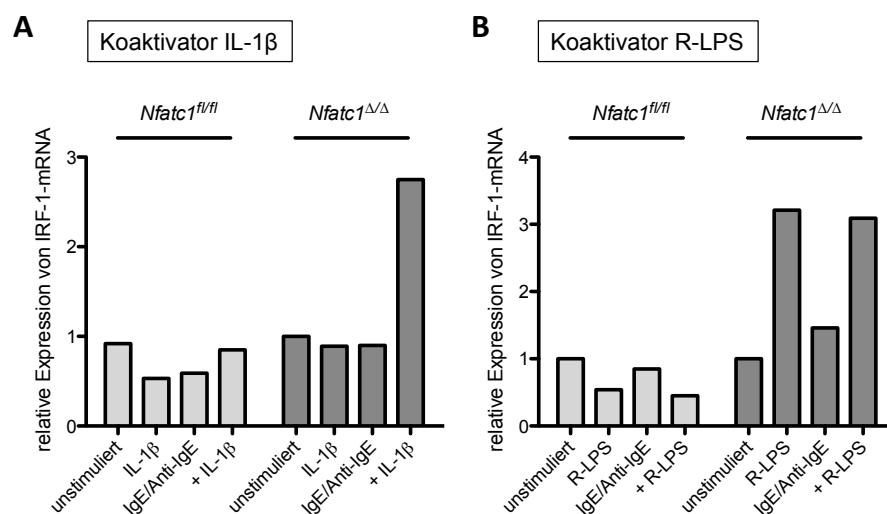 A
Koaktivator IL-1β
Nfatc1fl/fl
Nfatc1Δ/Δ
relative Expression von IRF-1-mRNA
3
2
1
0
unstimuliert
IL-1β
IgE/Anti-IgE
+ IL-1β
unstimuliert
IL-1β
IgE/Anti-IgE
+ IL-1β
B
Koaktivator R-LPS
Nfatc1fl/fl
Nfatc1Δ/Δ
relative Expression von IRF-1-mRNA
4
3
2
1
0
unstimuliert
R-LPS
IgE/Anti-IgE
+ R-LPS
unstimuliert
R-LPS
IgE/Anti-IgE
+ R-LPS